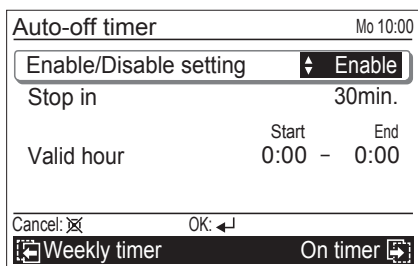 Auto-off timer Mo 10:00
Enable/Disable setting Enable
Stop in 30min.
Start End
Valid hour 0:00 – 0:00
Cancel: OK:
Weekly timer On timer